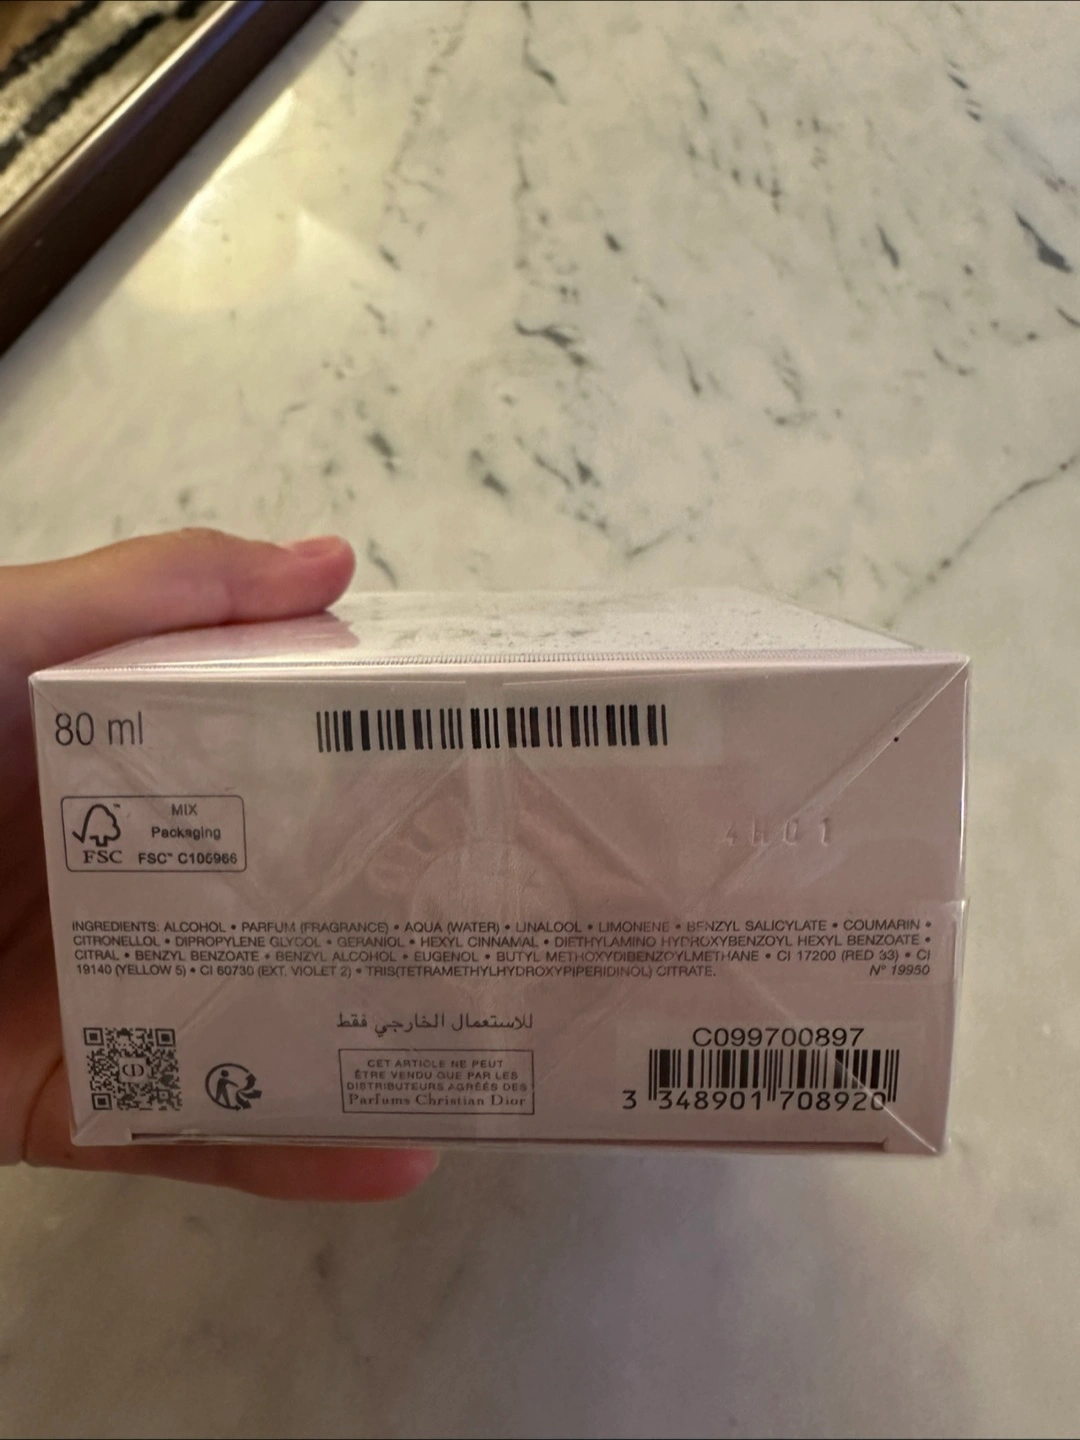 80 ml
MIX
Packaging
FSC
FSC™ C106966
4H01
INGREDIENTS: ALCOHOL • PARFUM (FRAGRANCE) • AQUA (WATER) • LINALOOL • LIMONENE • BENZYL SALICYLATE • COUMARIN •
CITRONELLOL • DIPROPYLENE GLYCOL • GERANIOL • HEXYL CINNAMAL • DIETHYLAMINO HYDROXYBENZOYL HEXYL BENZOATE •
CITRAL • BENZYL BENZOATE • BENZYL ALCOHOL • EUGENOL • BUTYL METHOXYDIBENZOYLMETHANE • CI 17200 (RED 33) • CI
19140 (YELLOW 5) • CI 60730 (EXT. VIOLET 2) • TRIS(TETRAMETHYLHYDROXYPIPERIDINOL) CITRATE. N° 19950
للاستعمال الخارجي فقط
CET ARTICLE NE PEUT
ÊTRE VENDU QUE PAR LES
DISTRIBUTEURS AGRÉÉS DES
Parfums Christian Dior
CD
C099700897
3 348901 708920